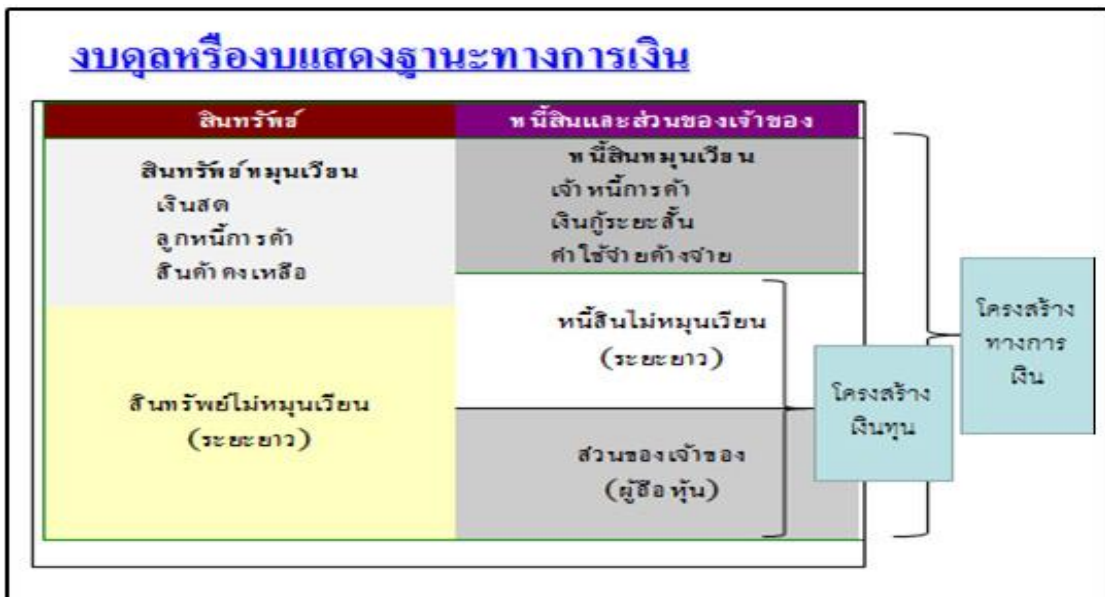 งบดุลหรืองบแสดงฐานะทางการเงิน
สินทรัพย์
หนี้สินและส่วนของเจ้าของ
สินทรัพย์หมุนเวียน
เงินสด
ลูกหนี้การค้า
สินค้าคงเหลือ
สินทรัพย์ไม่หมุนเวียน
(ระยะยาว)
หนี้สินหมุนเวียน
เจ้าหนี้การค้า
เงินกู้ระยะสั้น
ค่าใช้จ่ายค้างจ่าย
หนี้สินไม่หมุนเวียน
(ระยะยาว)
ส่วนของเจ้าของ
(ผู้ถือหุ้น)
โครงสร้าง
เงินทุน
โครงสร้าง
ทางการ
เงิน